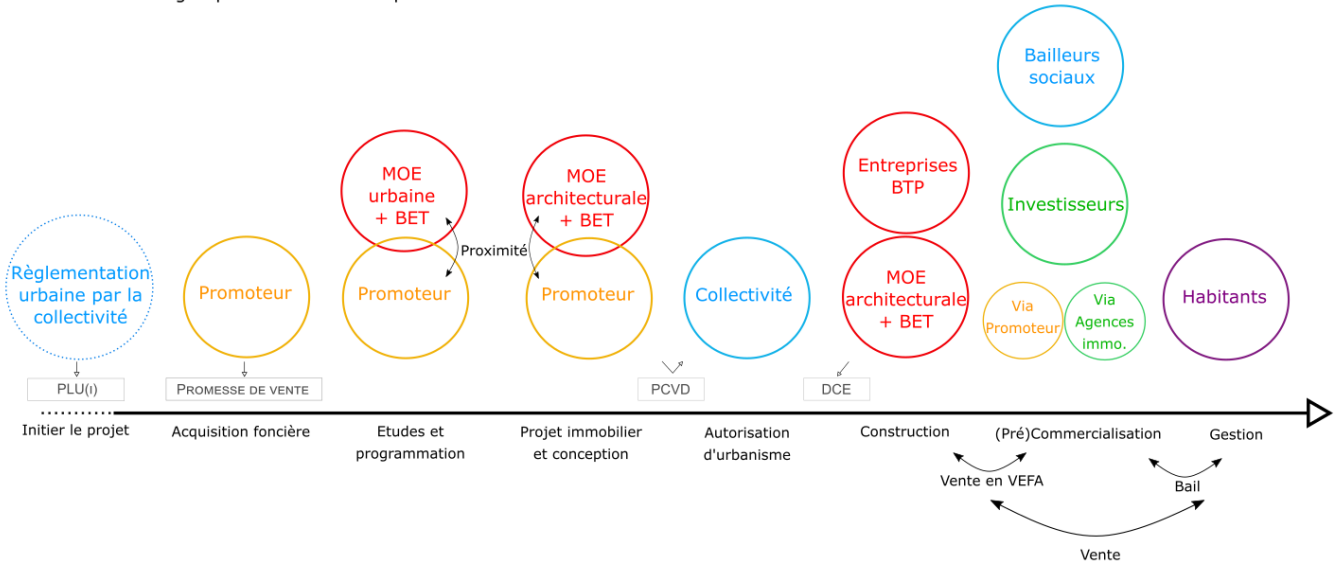 Bailleurs
sociaux
Entreprises
BTP
MOE
urbaine
+ BET
MOE
architecturale
+ BET
Investisseurs
Proximité
Règlementation
urbaine par la
collectivité
Promoteur
Promoteur
Promoteur
Collectivité
MOE
architecturale
+ BET
Via
Promoteur
Via
Agences
immo.
Habitants
PLU(I)
PROMESSE DE VENTE
PCVD
DCE
Initier le projet
Acquisition foncière
Etudes et
programmation
Projet immobilier
et conception
Autorisation
d'urbanisme
Construction
(Pré)Commercialisation
Gestion
Vente en VEFA
Bail
Vente